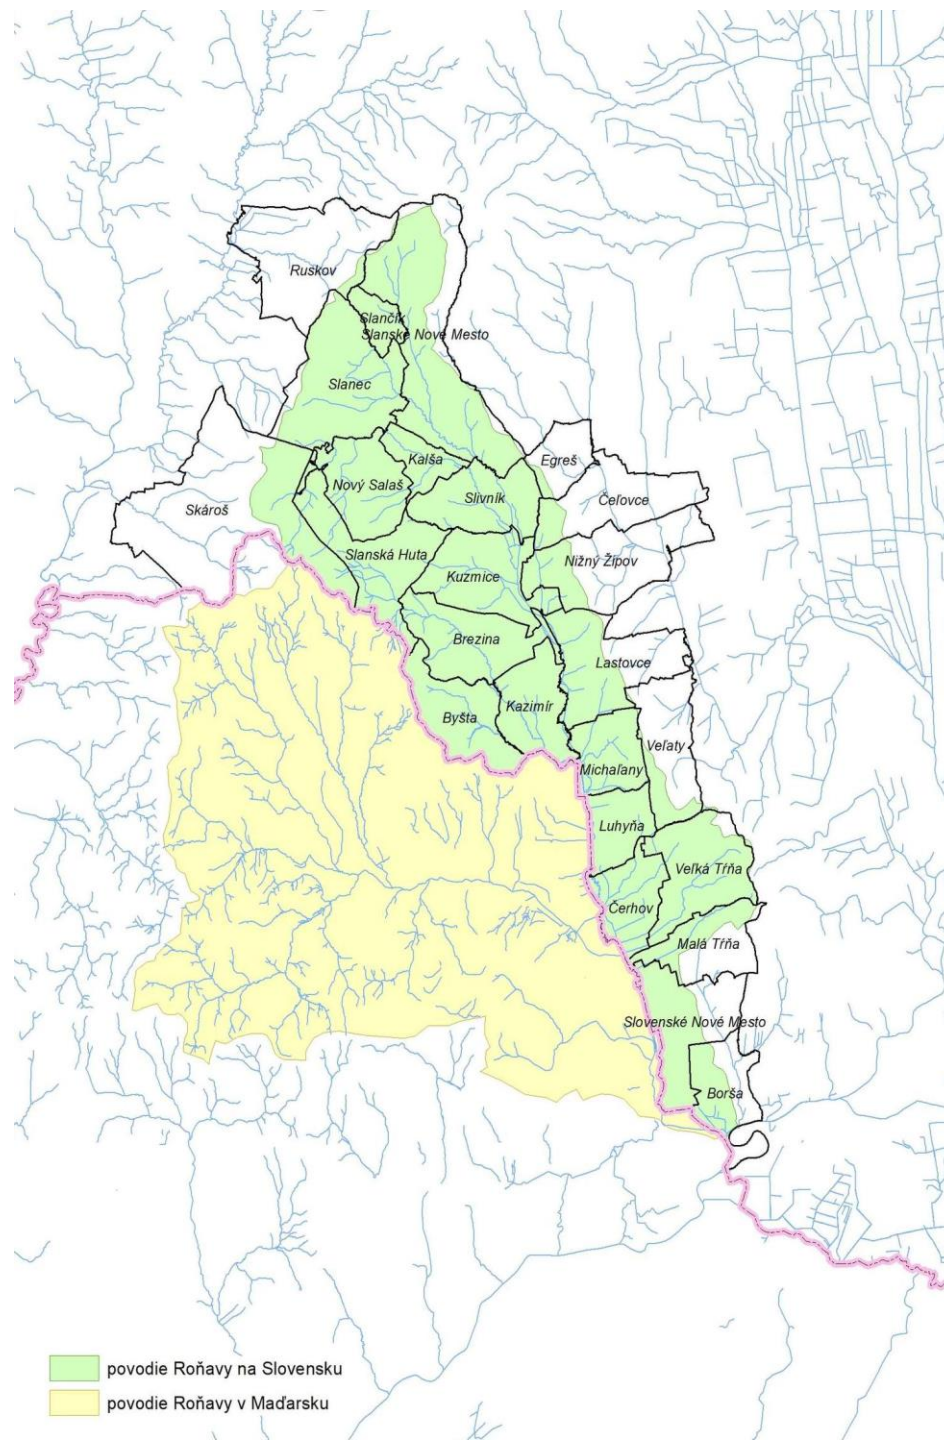 Ruskov
Slančík
Slanské Nové Mesto
Slanec
Kalša
Egreš
Nový Salaš
Slivník
Čeľovce
Skároš
Slanská Huta
Nižný Žipov
Kuzmice
Brezina
Lastovce
Kazimír
Byšta
Veľaty
Michaľany
Luhyňa
Veľká Tŕňa
Čerhov
Malá Tŕňa
Slovenské Nové Mesto
Borša
povodie Roňavy na Slovensku
povodie Roňavy v Maďarsku